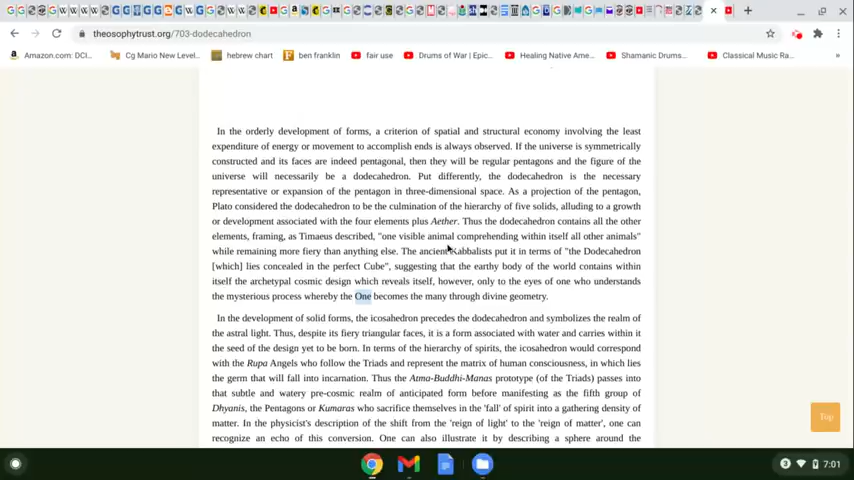 theosophytrust.org/703-dodecahedron
Amazon.com: DCI... Cg Mario New Level... hebrew chart ben franklin fair use Drums of War | Epic... Healing Native Ame... Shamanic Drums... Classical Music Ra...
In the orderly development of forms, a criterion of spatial and structural economy involving the least
expenditure of energy or movement to accomplish ends is always observed. If the universe is symmetrically
constructed and its faces are indeed pentagonal, then they will be regular pentagons and the figure of the
universe will necessarily be a dodecahedron. Put differently, the dodecahedron is the necessary
representative or expansion of the pentagon in three-dimensional space. As a projection of the pentagon,
Plato considered the dodecahedron to be the culmination of the hierarchy of five solids, alluding to a growth
or development associated with the four elements plus Aether. Thus the dodecahedron contains all the other
elements, framing, as Timaeus described, "one visible animal comprehending within itself all other animals"
while remaining more fiery than anything else. The ancient Kabbalists put it in terms of "the Dodecahedron
[which] lies concealed in the perfect Cube", suggesting that the earthy body of the world contains within
itself the archetypal cosmic design which reveals itself, however, only to the eyes of one who understands
the mysterious process whereby the One becomes the many through divine geometry.
In the development of solid forms, the icosahedron precedes the dodecahedron and symbolizes the realm of
the astral light. Thus, despite its fiery triangular faces, it is a form associated with water and carries within it
the seed of the design yet to be born. In terms of the hierarchy of spirits, the icosahedron would correspond
with the Rupa Angels who follow the Triads and represent the matrix of human consciousness, in which lies
the germ that will fall into incarnation. Thus the Atma-Buddhi-Manas prototype (of the Triads) passes into
that subtle and watery pre-cosmic realm of anticipated form before manifesting as the fifth group of
Dhyanis, the Pentagons or Kumaras who sacrifice themselves in the 'fall' of spirit into a gathering density of
matter. In the physicist's description of the shift from the 'reign of light' to the 'reign of matter', one can
recognize an echo of this conversion. One can also illustrate it by describing a sphere around the
Top
3 7:01